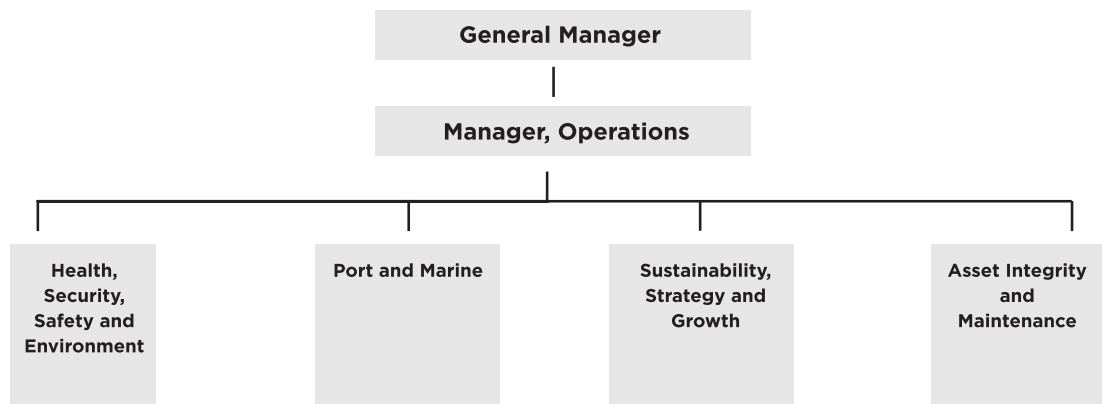 General Manager
Manager, Operations
Health,
Security,
Safety and
Environment
Port and Marine
Sustainability,
Strategy and
Growth
Asset Integrity
and
Maintenance